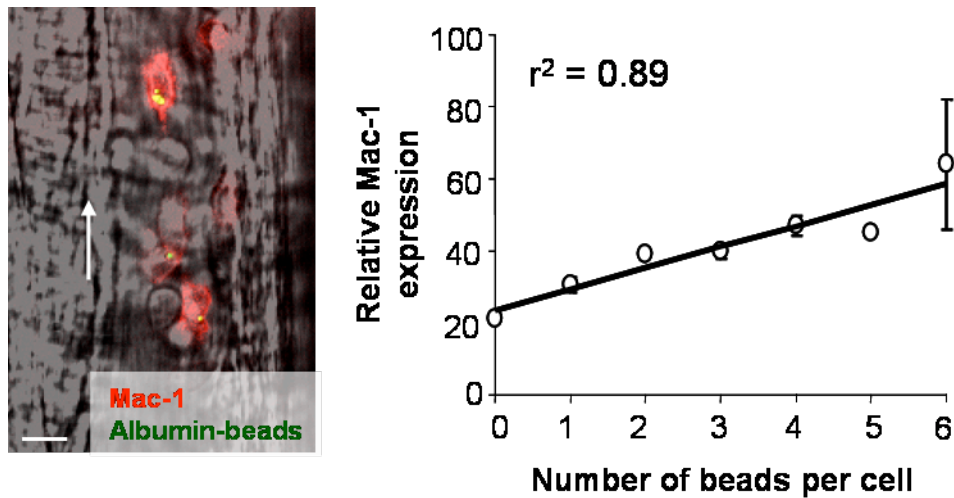 Mac-1
Albumin-beads
r² = 0.89
Relative Mac-1
expression
100
80
60
40
20
0
0 1 2 3 4 5 6
Number of beads per cell